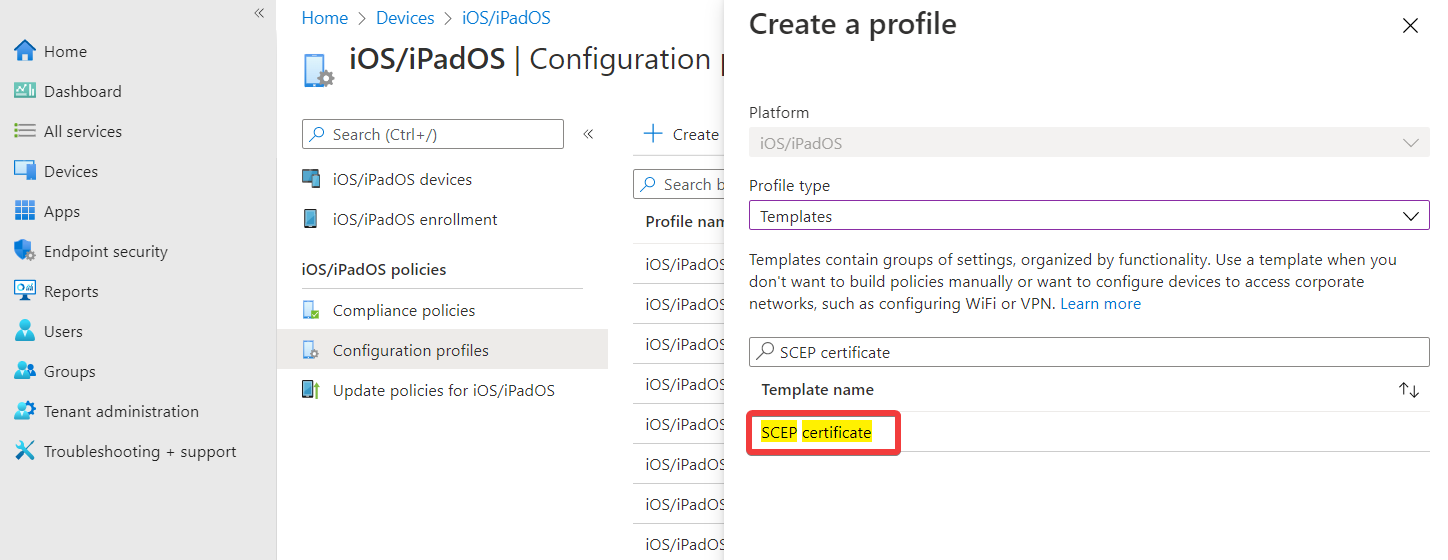 «
Home
Dashboard
All services
Devices
Apps
Endpoint security
Reports
Users
Groups
Tenant administration
Troubleshooting + support
Home > Devices > iOS/iPadOS
iOS/iPadOS | Configuration
Search (Ctrl+/)
«
iOS/iPadOS devices
iOS/iPadOS enrollment
iOS/iPadOS policies
Compliance policies
Configuration profiles
Update policies for iOS/iPadOS
+ Create
Search b
Profile nam
iOS/iPadOS
iOS/iPadOS
iOS/iPadOS
iOS/iPadOS
iOS/iPadOS
iOS/iPadOS
iOS/iPadOS
iOS/iPadOS
Create a profile
Platform
iOS/iPadOS
Profile type
Templates
Templates contain groups of settings, organized by functionality. Use a template when you
don't want to build policies manually or want to configure devices to access corporate
networks, such as configuring WiFi or VPN. Learn more
SCEP certificate
Template name
SCEP certificate